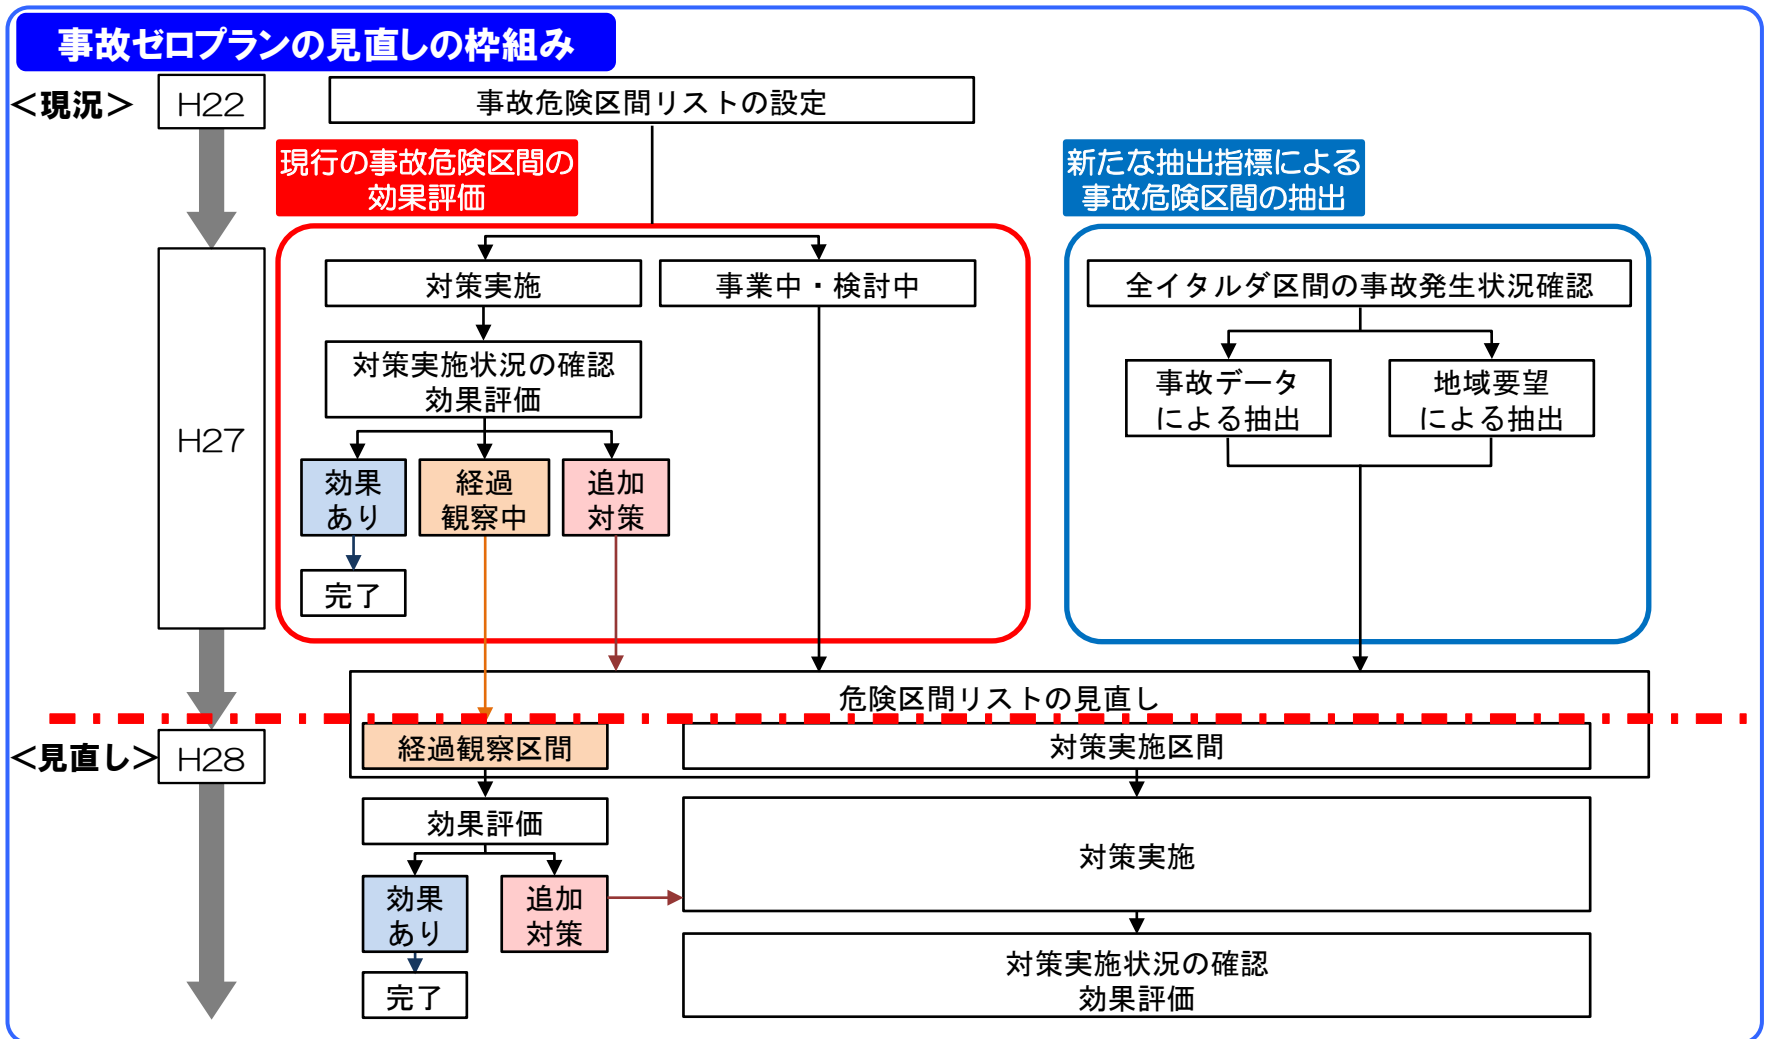 事故ゼロプランの見直しの枠組み
＜現況＞
H22
事故危険区間リストの設定
現行の事故危険区間の
効果評価
新たな抽出指標による
事故危険区間の抽出
H27
対策実施
事業中・検討中
全イタルダ区間の事故発生状況確認
対策実施状況の確認
効果評価
事故データ
による抽出
地域要望
による抽出
効果
あり
経過
観察中
追加
対策
完了
危険区間リストの見直し
＜見直し＞
H28
経過観察区間
対策実施区間
効果評価
対策実施
効果
あり
追加
対策
完了
対策実施状況の確認
効果評価